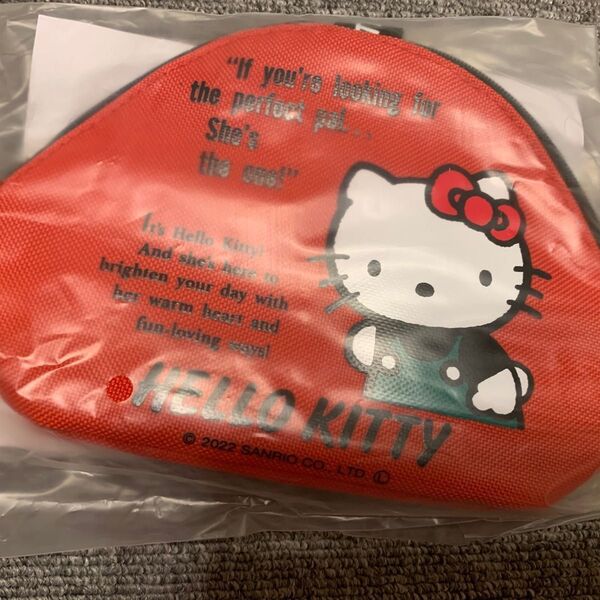 "If you're looking for
the perfect pal...
She's
the one!"
It's Hello Kitty!
And she's here to
brighten your day with
her warm heart and
fun-loving ways!
HELLO KITTY
© 2022 SANRIO CO., LTD. Ⓛ